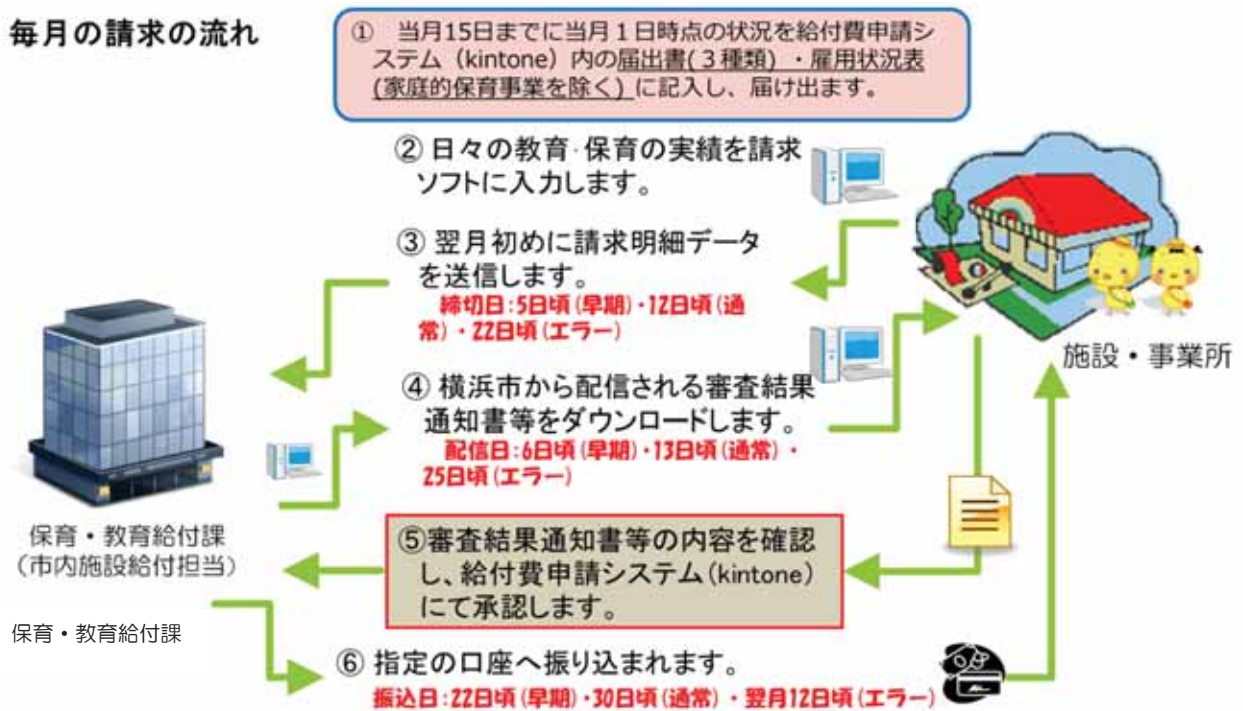 毎月の請求の流れ
① 当月15日までに当月1日時点の状況を給付費申請シ
ステム（kintone）内の届出書(３種類) ・雇用状況表
(家庭的保育事業を除く) に記入し、届け出ます。
② 日々の教育・保育の実績を請求
ソフトに入力します。
③ 翌月初めに請求明細データ
を送信します。
締切日:5日頃(早期)・12日頃(通
常)・22日頃(エラー)
施設・事業所
④ 横浜市から配信される審査結果
通知書等をダウンロードします。
配信日:6日頃(早期)・13日頃(通常)・
25日頃(エラー)
保育・教育給付課
（市内施設給付担当）
⑤審査結果通知書等の内容を確認
し、給付費申請システム(kintone)
にて承認します。
保育・教育給付課
⑥ 指定の口座へ振り込まれます。
振込日:22日頃(早期)・30日頃(通常)・翌月12日頃(エラー)